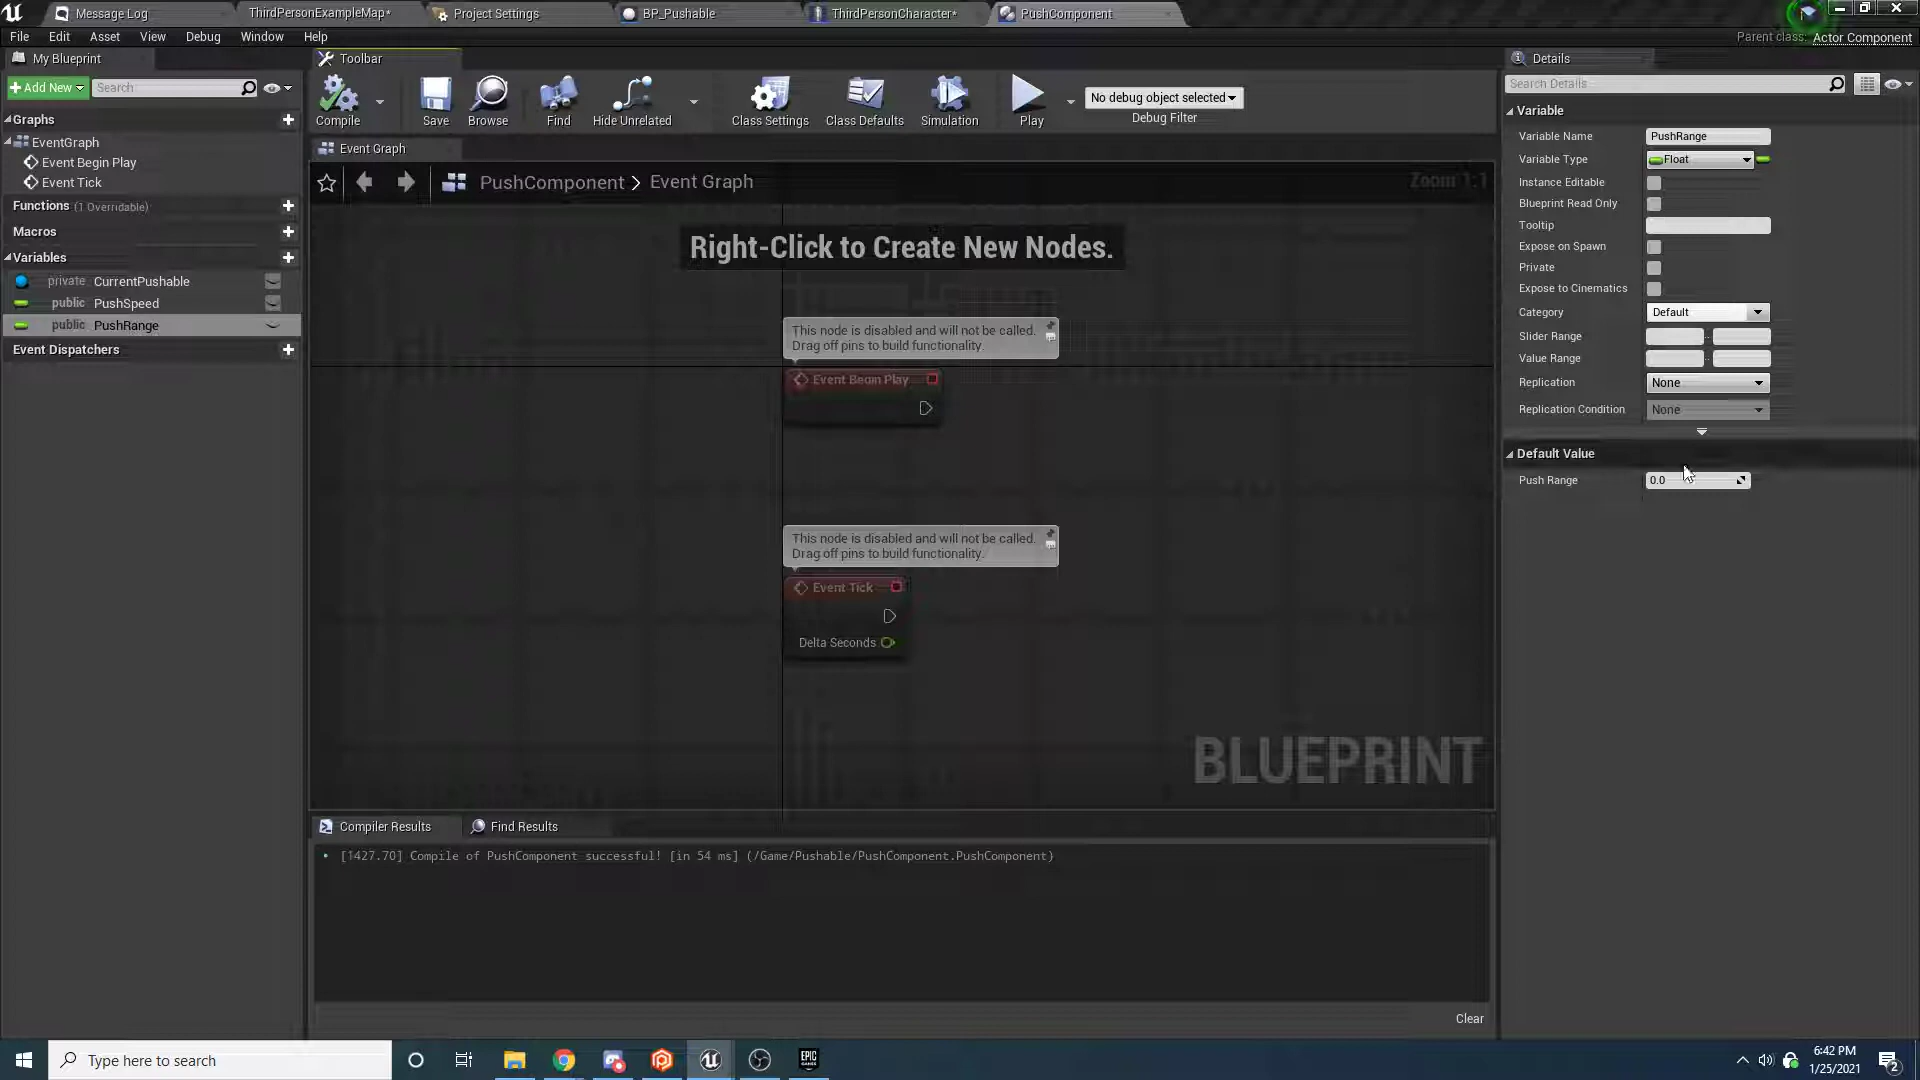 Message Log
ThirdPersonExampleMap*
Project Settings
BP_Pushable
ThirdPersonCharacter*
PushComponent
File Edit Asset View Debug Window Help
Parent class: Actor Component
My Blueprint
Toolbar
Details
+Add New
Search
Search Details
Compile
Save
Browse
Find
Hide Unrelated
Class Settings
Class Defaults
Simulation
Play
No debug object selected
Debug Filter
Graphs
EventGraph
Event Begin Play
Event Tick
Functions (1 Overridable)
Macros
Variables
private CurrentPushable
public PushSpeed
public PushRange
Event Dispatchers
Event Graph
PushComponent > Event Graph
Zoom 1:1
Right-Click to Create New Nodes.
This node is disabled and will not be called.
Drag off pins to build functionality.
Event Begin Play
This node is disabled and will not be called.
Drag off pins to build functionality.
Event Tick
Delta Seconds
BLUEPRINT
Variable
Variable Name PushRange
Variable Type Float
Instance Editable
Blueprint Read Only
Tooltip
Expose on Spawn
Private
Expose to Cinematics
Category Default
Slider Range
Value Range
Replication None
Replication Condition None
Default Value
Push Range 0.0
Compiler Results
Find Results
[1427.70] Compile of PushComponent successful! [in 54 ms] (/Game/Pushable/PushComponent.PushComponent)
Clear
Type here to search
EPIC GAMES
6:42 PM
1/25/2021
2